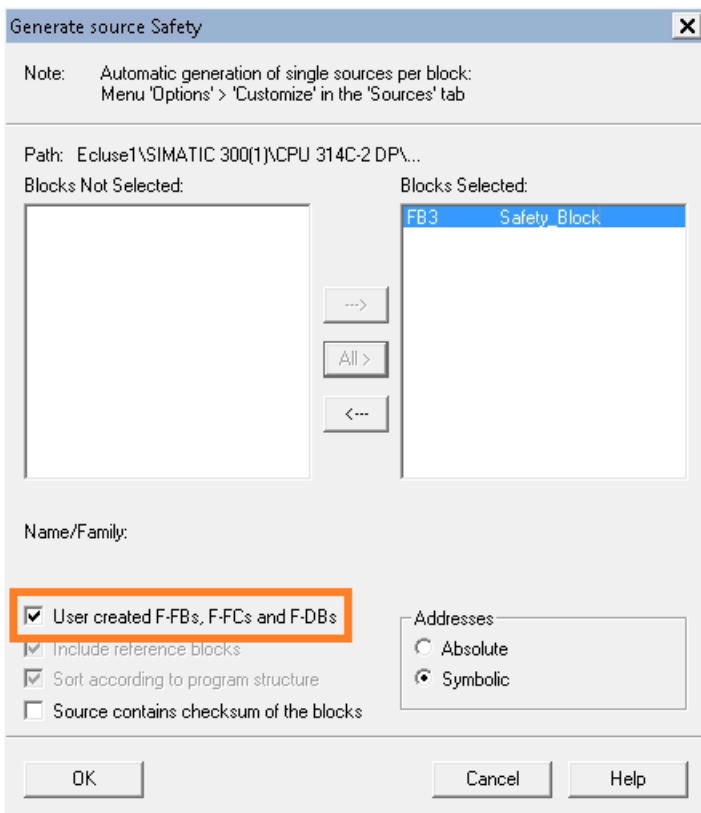 Generate source Safety
Note: Automatic generation of single sources per block:
Menu 'Options' > 'Customize' in the 'Sources' tab
Path: Ecluse1\SIMATIC 300(1)\CPU 314C-2 DP\...
Blocks Not Selected:
Blocks Selected:
FB3 Safety_Block
--->
All >
<---
Name/Family:
User created F-FBs, F-FCs and F-DBs
Include reference blocks
Sort according to program structure
Source contains checksum of the blocks
Addresses
Absolute
Symbolic
OK
Cancel
Help